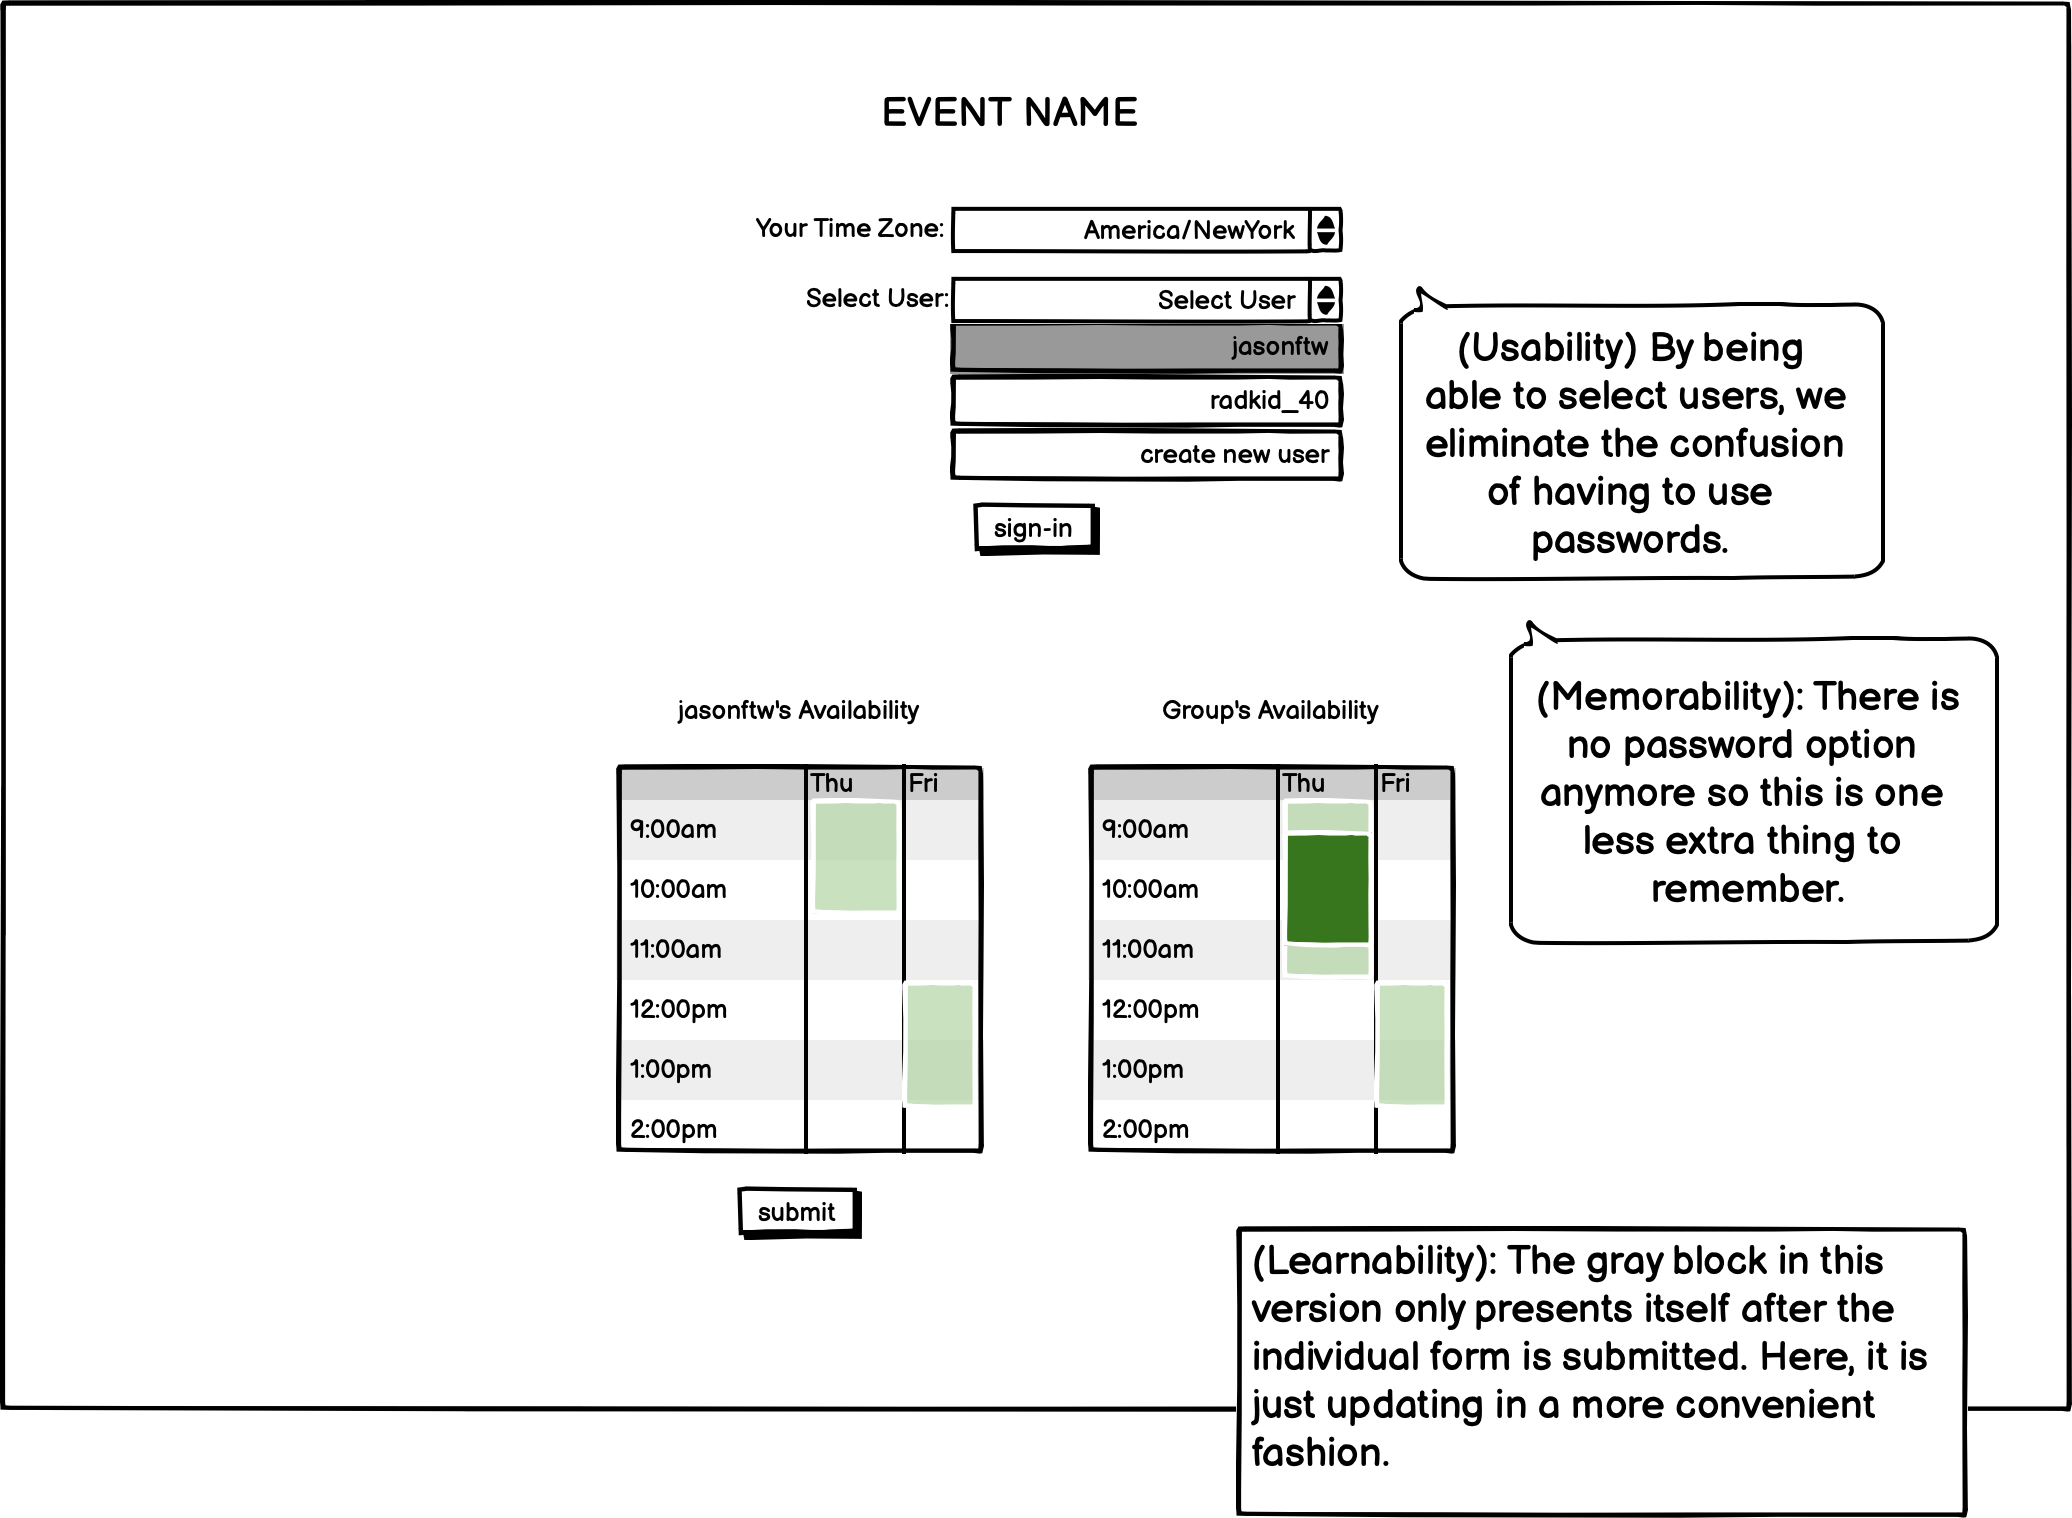 EVENT NAME
Your Time Zone: America/NewYork
Select User: Select User
jasonftw
radkid_40
create new user
sign-in
(Usability) By being
able to select users, we
eliminate the confusion
of having to use
passwords.
(Memorability): There is
no password option
anymore so this is one
less extra thing to
remember.
jasonftw's Availability
Thu Fri
9:00am
10:00am
11:00am
12:00pm
1:00pm
2:00pm
submit
Group's Availability
Thu Fri
9:00am
10:00am
11:00am
12:00pm
1:00pm
2:00pm
(Learnability): The gray block in this
version only presents itself after the
individual form is submitted. Here, it is
just updating in a more convenient
fashion.